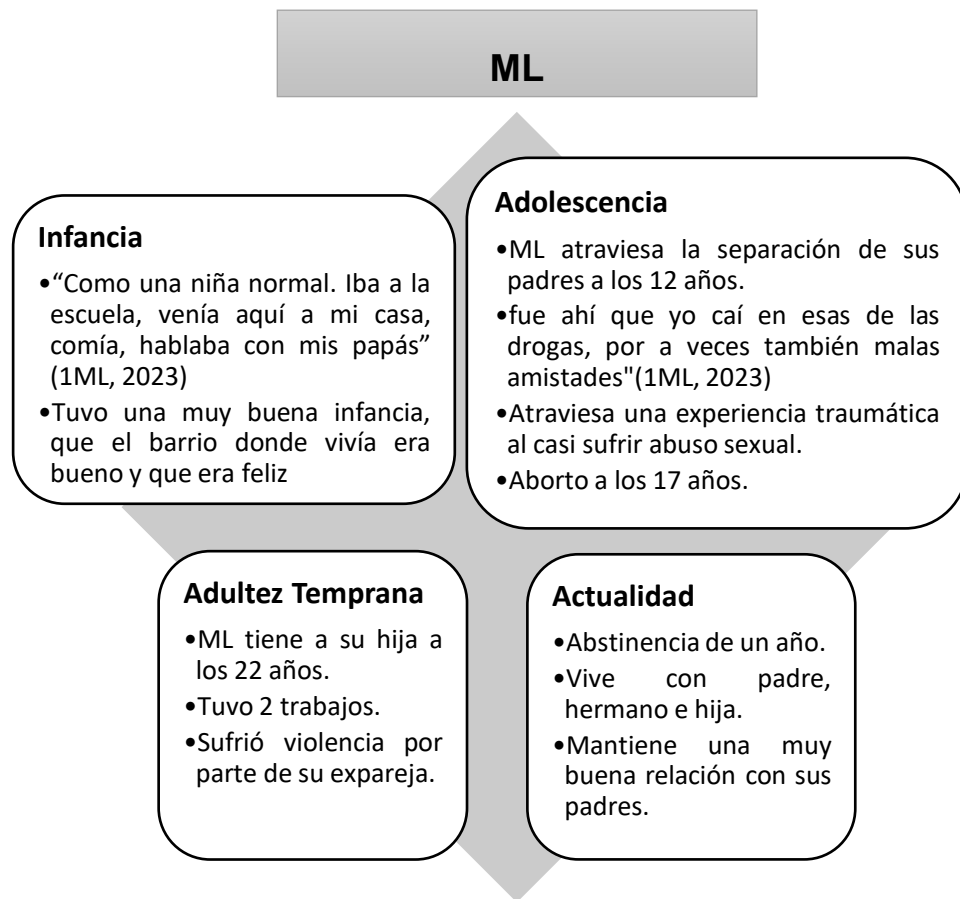 ML
Infancia
•“Como una niña normal. Iba a la
escuela, venía aquí a mi casa,
comía, hablaba con mis papás”
(1ML, 2023)
•Tuvo una muy buena infancia,
que el barrio donde vivía era
bueno y que era feliz
Adolescencia
•ML atraviesa la separación de sus
padres a los 12 años.
•fue ahí que yo caí en esas de las
drogas, por a veces también malas
amistades"(1ML, 2023)
•Atraviesa una experiencia traumática
al casi sufrir abuso sexual.
•Aborto a los 17 años.
Adultez Temprana
•ML tiene a su hija a
los 22 años.
•Tuvo 2 trabajos.
•Sufrió violencia por
parte de su expareja.
Actualidad
•Abstinencia de un año.
•Vive con padre,
hermano e hija.
•Mantiene una muy
buena relación con sus
padres.